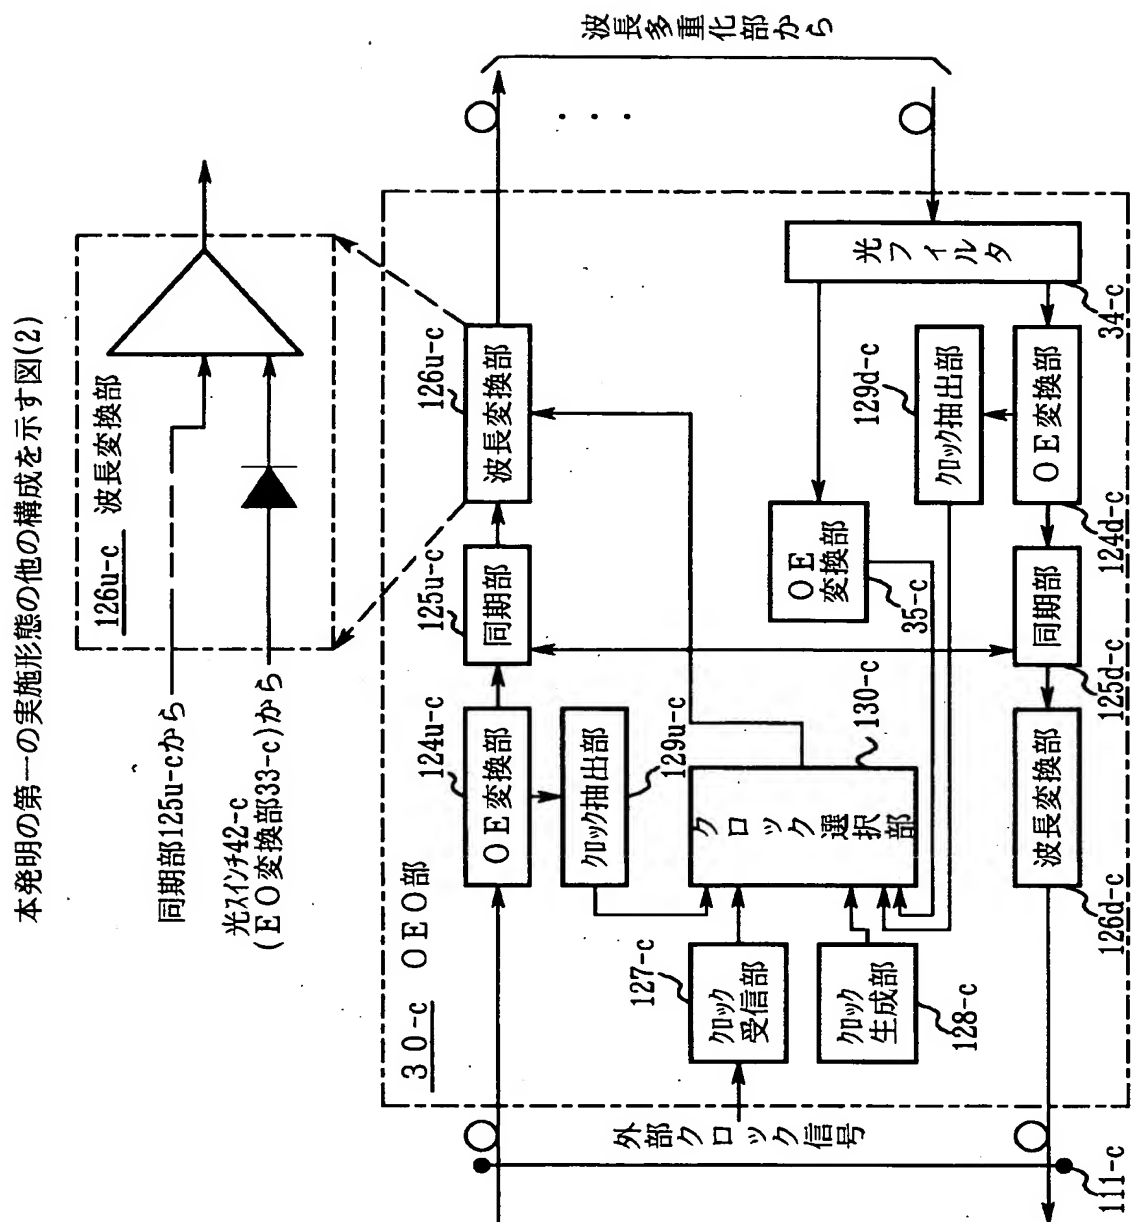 本発明の第一の実施形態の他の構成を示す図(2)
126u-c 波長変換部
同期部125u-cから
光スイッチ42-c
(EO変換部33-c)から
30-c OEO部
波長多重化部から
124u-c
OE変換部
125u-c
同期部
126u-c
波長変換部
クロック抽出部
129u-c
127-c
クロック
受信部
外部クロック信号
クロック
生成部
128-c
クロック選択部
130-c
OE
変換部
35-c
光フィルタ
34-c
129d-c
クロック抽出部
OE変換部
124d-c
同期部
125d-c
波長変換部
126d-c
111-c